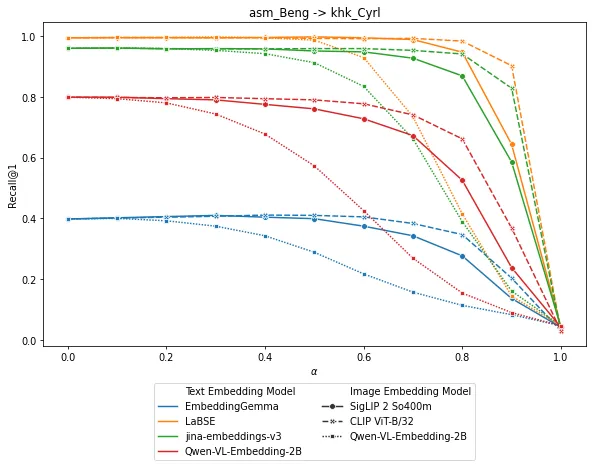 asm_Beng -> khk_Cyrl
1.0
0.8
0.6
0.4
0.2
0.0
Recall@1
0.0 0.2 0.4 0.6 0.8 1.0
α
Text Embedding Model Image Embedding Model
EmbeddingGemma SigLIP 2 So400m
LaBSE CLIP ViT-B/32
jina-embeddings-v3 Qwen-VL-Embedding-2B
Qwen-VL-Embedding-2B